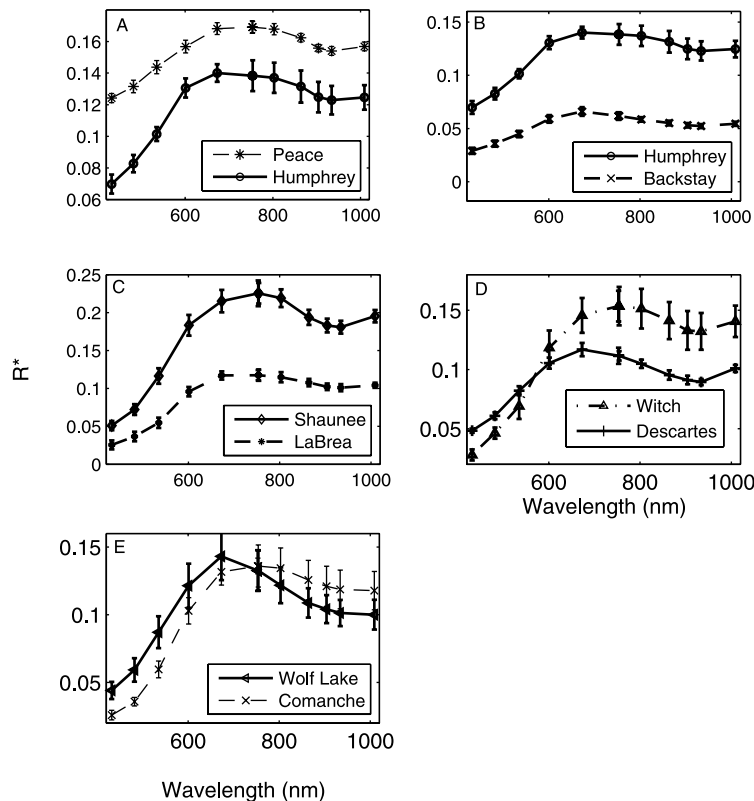 A
0.16
0.14
0.12
0.1
0.08
0.06
600
800
1000
Peace
Humphrey
B
0.15
0.1
0.05
0
600
800
1000
Humphrey
Backstay
C
0.25
0.2
0.15
0.1
0.05
0
600
800
1000
Shaunee
LaBrea
D
0.15
0.1
0.05
600
800
1000
Witch
Descartes
Wavelength (nm)
R*
E
0.15
0.1
0.05
600
800
1000
Wolf Lake
Comanche
Wavelength (nm)